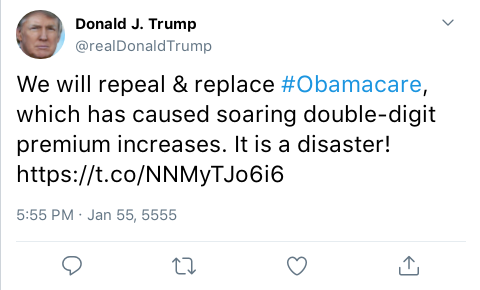 Donald J. Trump
@realDonaldTrump
We will repeal & replace #Obamacare,
which has caused soaring double-digit
premium increases. It is a disaster!
https://t.co/NNMyTJo6i6
5:55 PM · Jan 55, 5555